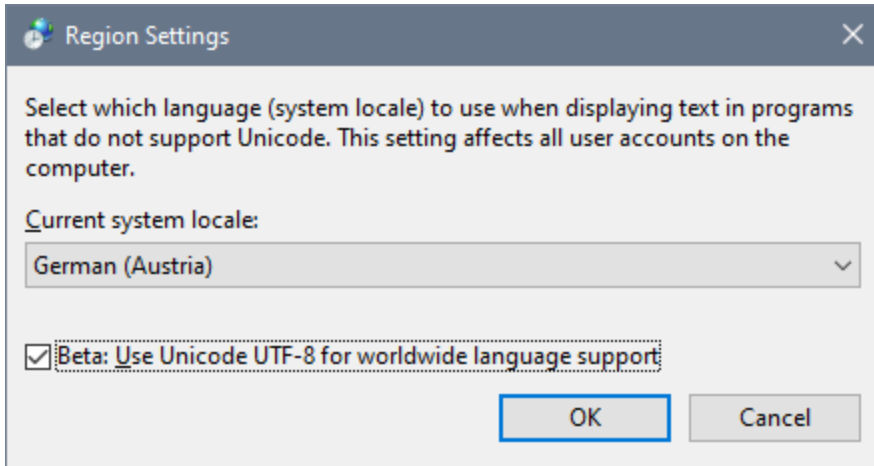 Region Settings
Select which language (system locale) to use when displaying text in programs
that do not support Unicode. This setting affects all user accounts on the
computer.
Current system locale:
German (Austria)
Beta: Use Unicode UTF-8 for worldwide language support
OK Cancel